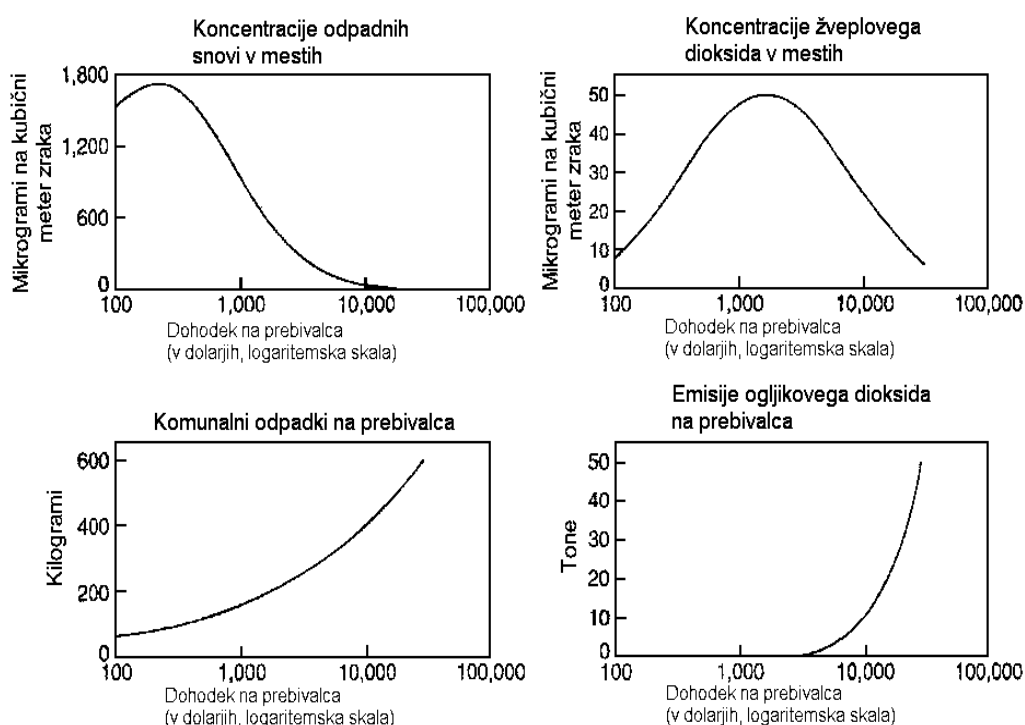 Koncentracije odpadnih
snovi v mestih
Mikrogrami na kubični
meter zraka
1,800
1,200
600
0
100
1,000
10,000
100,000
Dohodek na prebivalca
(v dolarjih, logaritemska skala)
Koncentracije žveplovega
dioksida v mestih
Mikrogrami na kubični
meter zraka
50
40
30
20
10
0
100
1,000
10,000
100,000
Dohodek na prebivalca
(v dolarjih, logaritemska skala)
Komunalni odpadki na prebivalca
Kilogrami
600
400
200
0
100
1,000
10,000
100,000
Dohodek na prebivalca
(v dolarjih, logaritemska skala)
Emisije ogljikovega dioksida
na prebivalca
Tone
50
40
30
20
10
0
100
1,000
10,000
100,000
Dohodek na prebivalca
(v dolarjih, logaritemska skala)